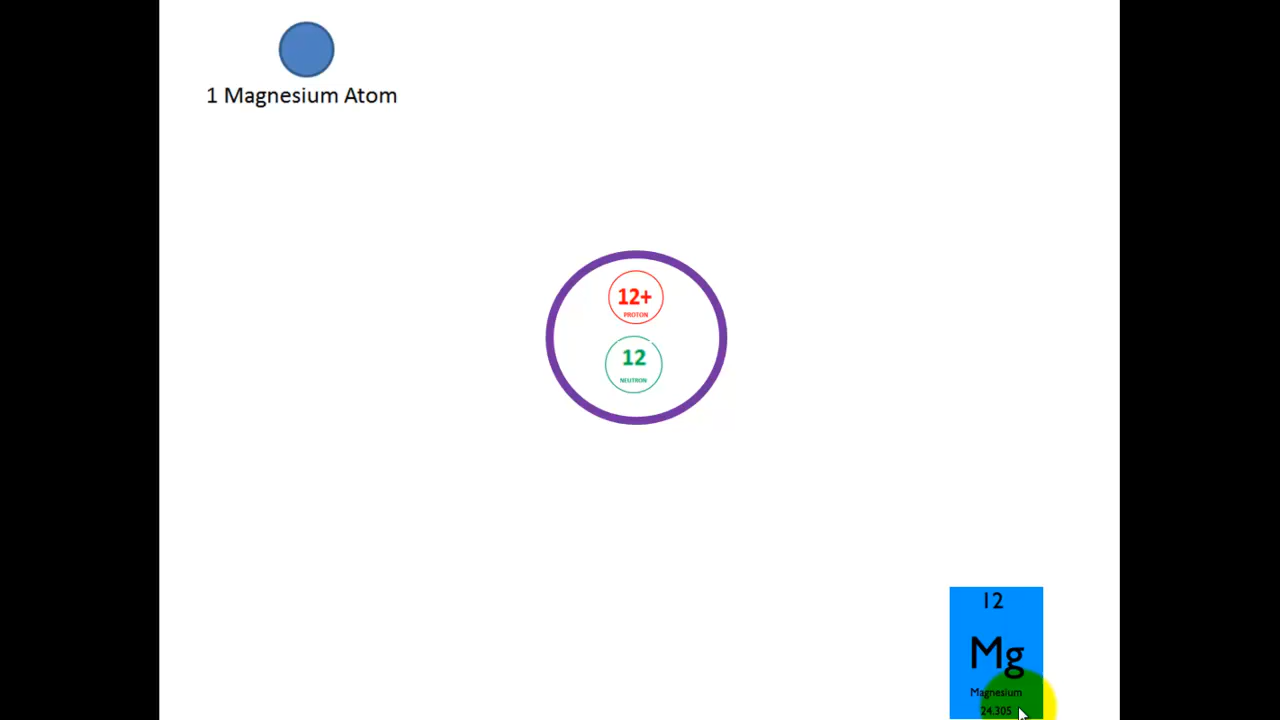 1 Magnesium Atom
12+
PROTON
12
NEUTRON
12
Mg
Magnesium
24.305